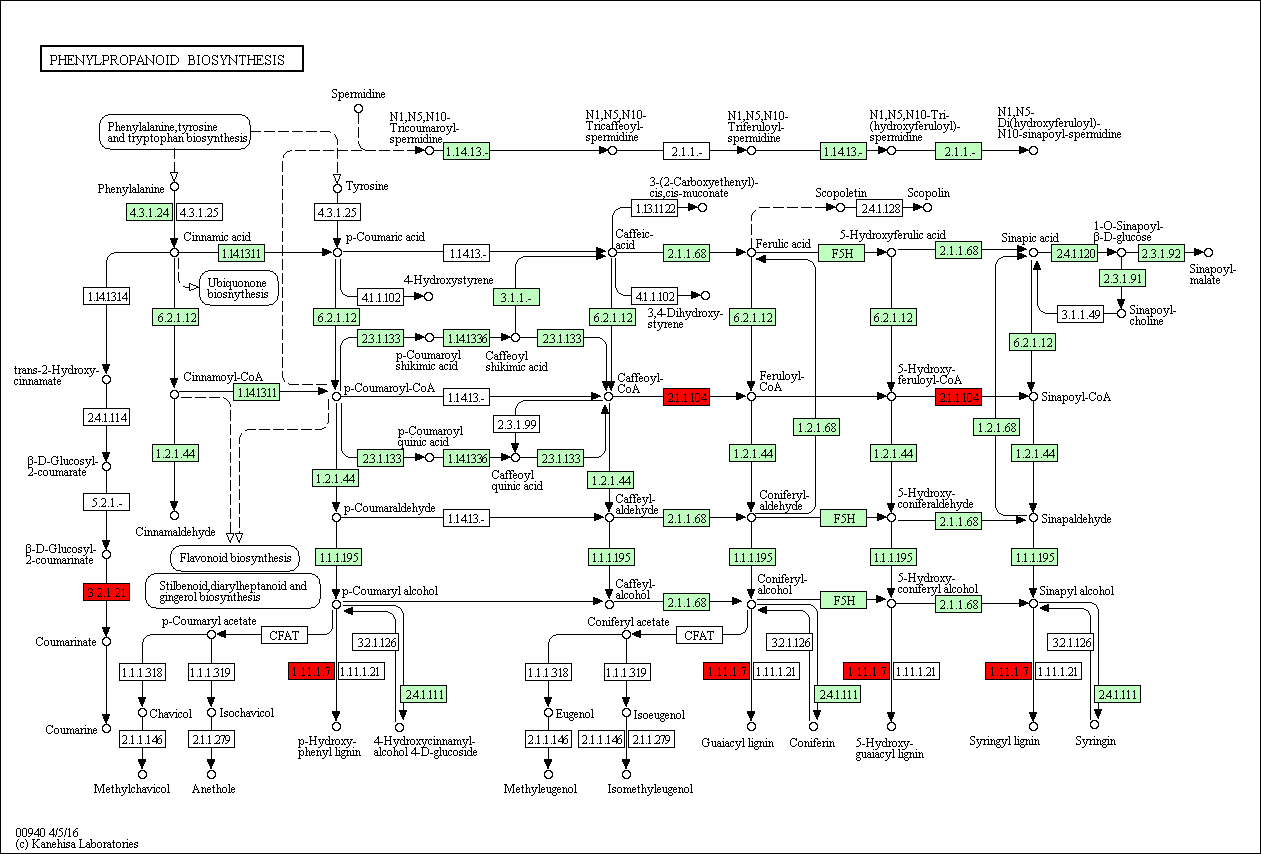 PHENYLPROPANOID BIOSYNTHESIS
Spermidine
N1,N5,N10-
Tricoumaroyl-
spermidine
N1,N5,N10-
Tricaffeoyl-
spermidine
N1,N5,N10-
Triferuloyl-
spermidine
N1,N5,N10-Tri-
(hydroxyferuloyl)-
spermidine
N1,N5-
Di(hydroxyferuloyl)-
N10-sinapoyl-spermidine
Phenylalanine,tyrosine
and tryptophan biosynthesis
1.14.13.-
2.1.1.-
1.14.13.-
2.1.1.-
Phenylalanine
Tyrosine
3-(2-Carboxyethenyl)-
cis,cis-muconate
Scopoletin
Scopolin
4.3.1.24
4.3.1.25
4.3.1.25
1.13.1122
2.4.1.128
Cinnamic acid
p-Coumaric acid
Caffeic-
acid
Ferulic acid
5-Hydroxyferulic acid
Sinapic acid
1-O-Sinapoyl-
β-D-glucose
1.14.1311
1.14.13.-
2.1.1.68
F5H
2.1.1.68
2.4.1.120
2.3.1.92
Sinapoyl-
malate
2.3.1.91
Ubiquonone
biosnythesis
4-Hydroxystyrene
1.14.1314
4.1.1.102
3.1.1.-
4.1.1.102
3,4-Dihydroxy-
styrene
3.1.1.49
Sinapoyl-
choline
6.2.1.12
6.2.1.12
6.2.1.12
6.2.1.12
6.2.1.12
6.2.1.12
2.3.1.133
1.14.1336
2.3.1.133
p-Coumaroyl
shikimic acid
Caffeoyl
shikimic acid
trans-2-Hydroxy-
cinnamate
Cinnamoyl-CoA
p-Coumaroyl-CoA
Caffeoyl-
CoA
Feruloyl-
CoA
5-Hydroxy-
feruloyl-CoA
Sinapoyl-CoA
1.14.1311
1.14.13.-
2.1.1.104
2.1.1.104
2.4.1.114
2.3.1.99
1.2.1.68
1.2.1.68
p-Coumaroyl
quinic acid
β-D-Glucosyl-
2-coumarate
1.2.1.44
2.3.1.133
1.14.1336
2.3.1.133
1.2.1.44
1.2.1.44
1.2.1.44
1.2.1.44
1.2.1.44
Caffeoyl
quinic acid
5.2.1.-
Cinnamaldehyde
p-Coumaraldehyde
1.14.13.-
Caffeyl-
aldehyde
2.1.1.68
Coniferyl-
aldehyde
F5H
5-Hydroxy-
coniferaldehyde
2.1.1.68
Sinapaldehyde
β-D-Glucosyl-
2-coumarinate
Flavonoid biosynthesis
1.1.1.195
1.1.1.195
1.1.1.195
1.1.1.195
1.1.1.195
3.2.1.21
Stilbenoid,diarylheptanoid and
gingerol biosynthesis
p-Coumaryl alcohol
Caffeyl-
alcohol
2.1.1.68
Coniferyl-
alcohol
F5H
5-Hydroxy-
coniferyl alcohol
2.1.1.68
Sinapyl alcohol
Coumarinate
p-Coumaryl acetate
CFAT
3.2.1.126
Coniferyl acetate
CFAT
3.2.1.126
3.2.1.126
1.1.1.318
1.1.1.319
1.11.1.7
1.11.1.21
1.1.1.318
1.1.1.319
1.11.1.7
1.11.1.21
1.11.1.7
1.11.1.21
1.11.1.7
1.11.1.21
2.4.1.111
2.4.1.111
2.4.1.111
Coumarine
Chavicol
Isochavicol
Eugenol
Isoeugenol
2.1.1.146
2.1.1.279
p-Hydroxy-
phenyl lignin
4-Hydroxycinnamyl-
alcohol 4-D-glucoside
2.1.1.146
2.1.1.146
2.1.1.279
Guaiacyl lignin
Coniferin
5-Hydroxy-
guaiacyl lignin
Syringyl lignin
Syringin
Methylchavicol
Anethole
Methyleugenol
Isomethyleugenol
00940 4/5/16
(c) Kanehisa Laboratories